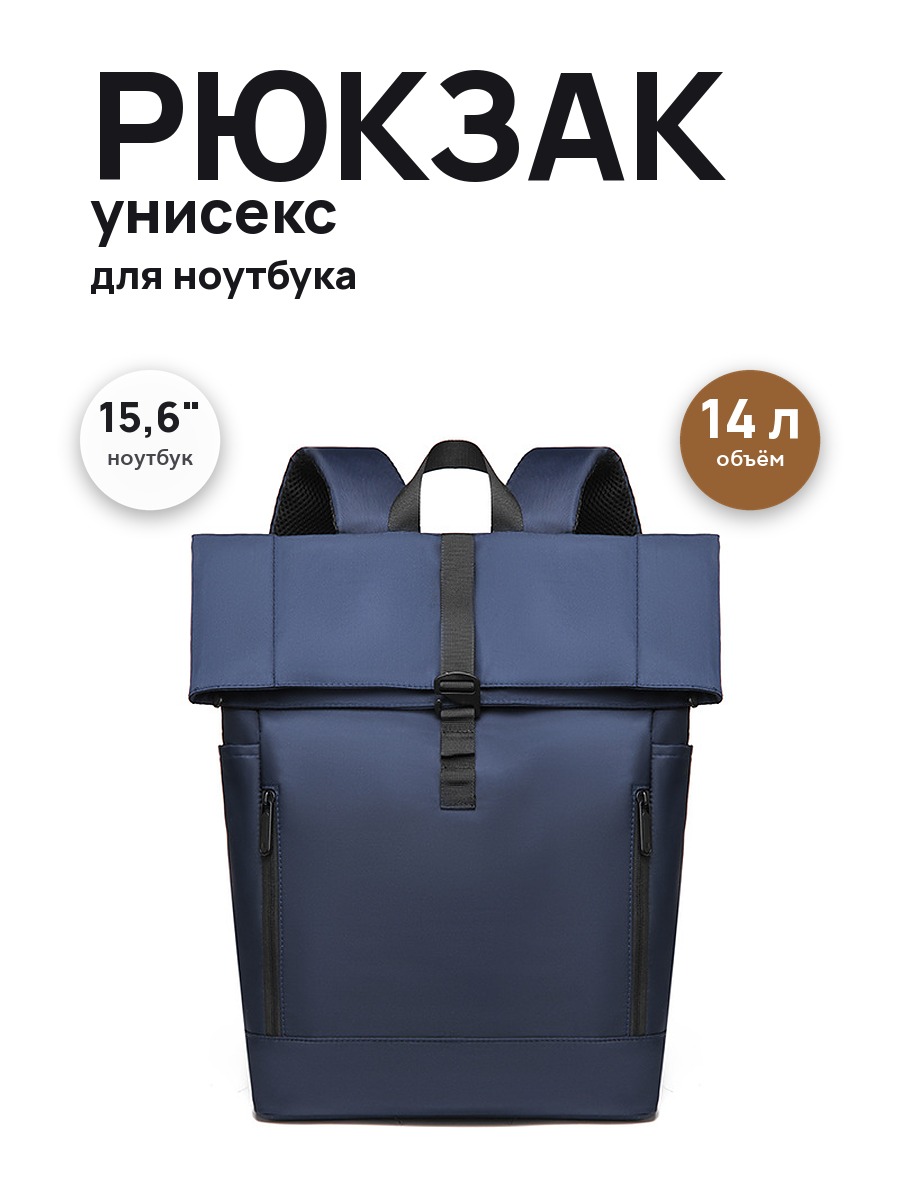 РЮКЗАК
унисекс
для ноутбука
15,6"
ноутбук
14 л
объём